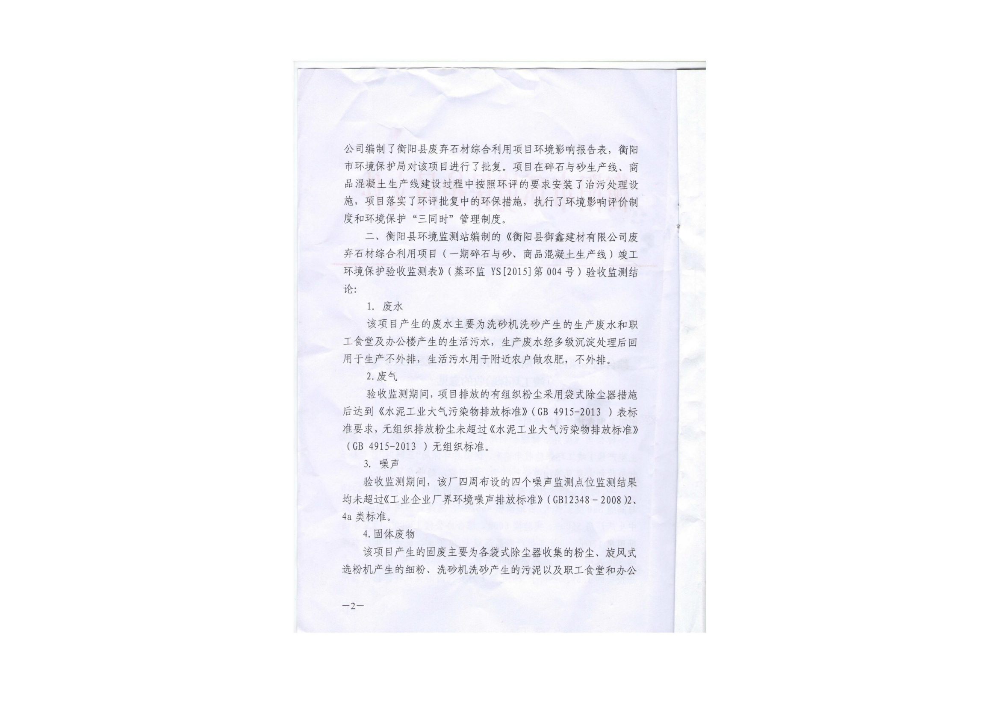 公司编制了衡阳县废弃石材综合利用项目环境影响报告表，衡阳
市环境保护局对该项目进行了批复。项目在碎石与砂生产线、商
品混凝土生产线建设过程中按照环评的要求安装了治污处理设
施，项目落实了环评批复中的环保措施，执行了环境影响评价制
度和环境保护“三同时”管理制度。
二、衡阳县环境监测站编制的《衡阳县御鑫建材有限公司废
弃石材综合利用项目（一期碎石与砂、商品混凝土生产线）竣工
环境保护验收监测表》（蒸环监 YS[2015]第 004 号）验收监测结
论：
1. 废水
该项目产生的废水主要为洗砂机洗砂产生的生产废水和职
工食堂及办公楼产生的生活污水，生产废水经多级沉淀处理后回
用于生产不外排，生活污水用于附近农户做农肥，不外排。
2.废气
验收监测期间，项目排放的有组织粉尘采用袋式除尘器措施
后达到《水泥工业大气污染物排放标准》（GB 4915-2013 ）表标
准要求，无组织排放粉尘未超过《水泥工业大气污染物排放标准》
（GB 4915-2013 ）无组织标准。
3. 噪声
验收监测期间，该厂四周布设的四个噪声监测点位监测结果
均未超过《工业企业厂界环境噪声排放标准》（GB12348－2008)2、
4a 类标准。
4.固体废物
该项目产生的固废主要为各袋式除尘器收集的粉尘、旋风式
选粉机产生的细粉、洗砂机洗砂产生的污泥以及职工食堂和办公
—2—